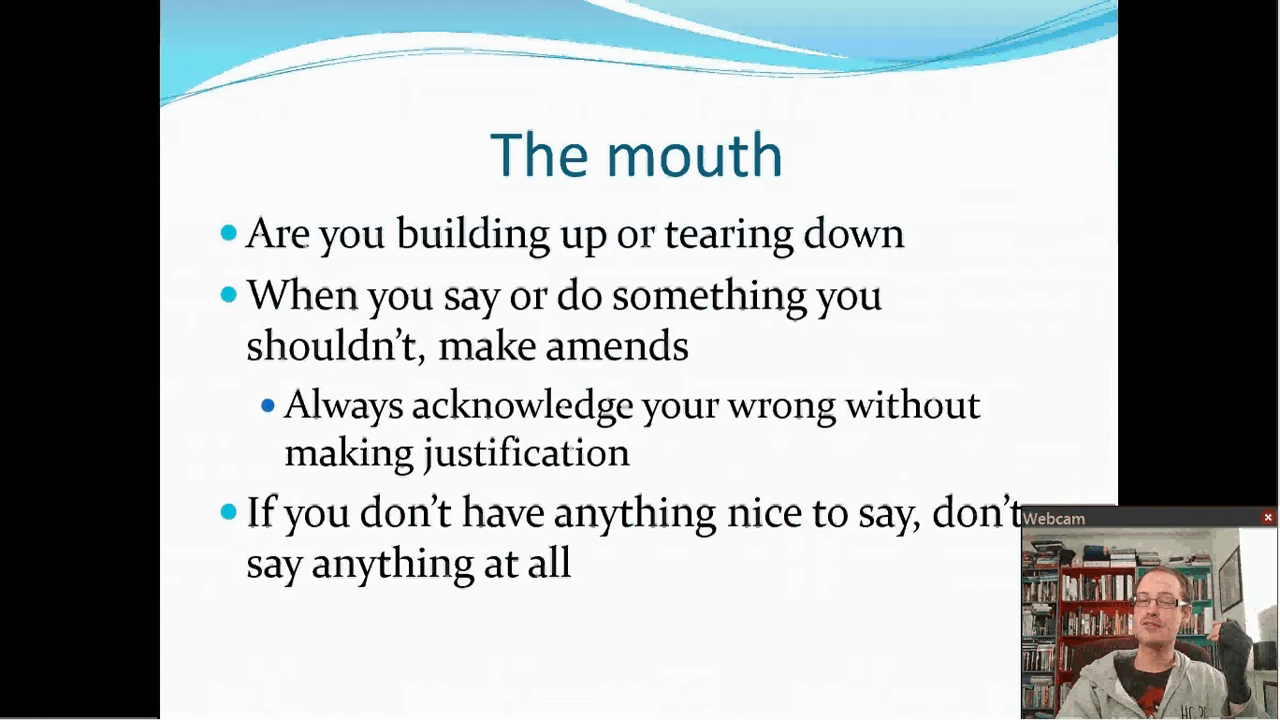 The mouth
Are you building up or tearing down
When you say or do something you
shouldn't, make amends
Always acknowledge your wrong without
making justification
If you don't have anything nice to say, don't
say anything at all
Webcam